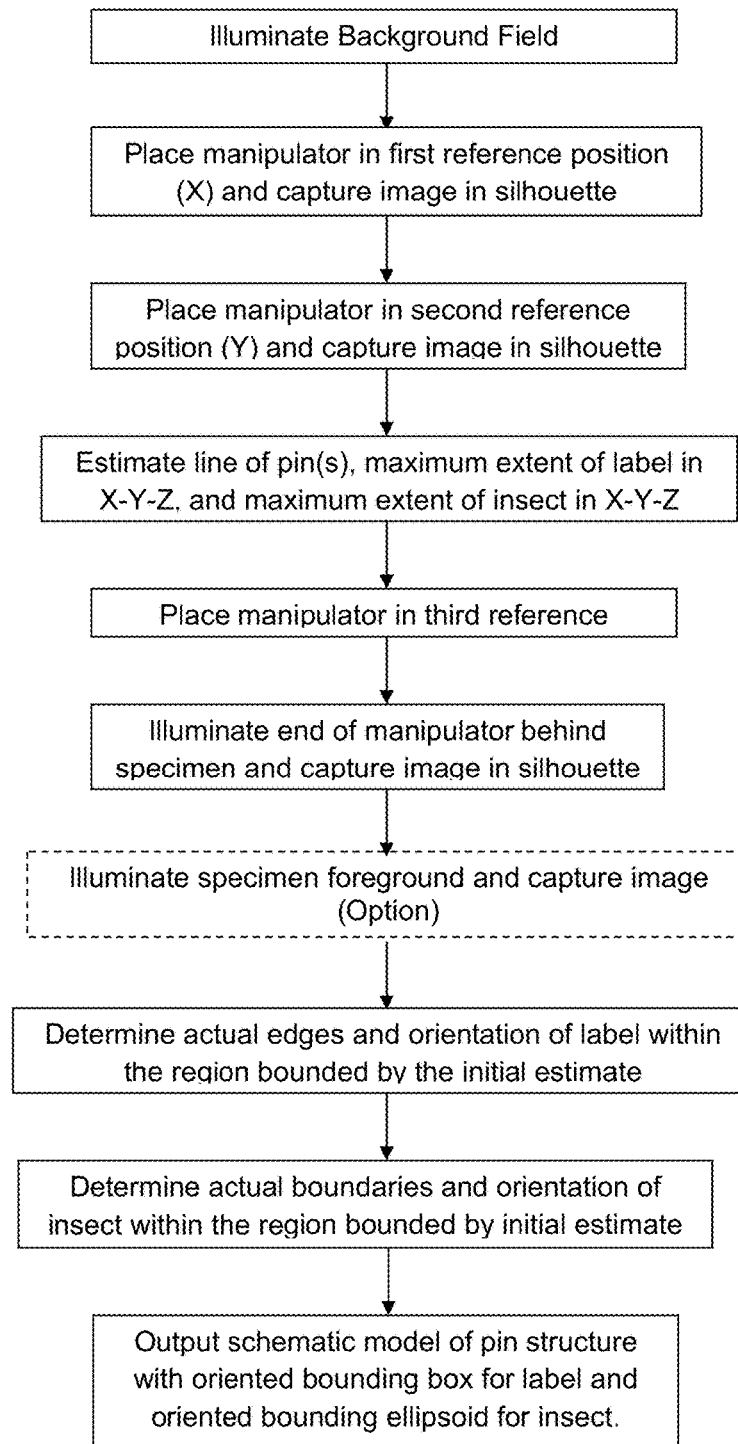 Illuminate Background Field
Place manipulator in first reference position
(X) and capture image in silhouette
Place manipulator in second reference
position (Y) and capture image in silhouette
Estimate line of pin(s), maximum extent of label in
X-Y-Z, and maximum extent of insect in X-Y-Z
Place manipulator in third reference
Illuminate end of manipulator behind
specimen and capture image in silhouette
Illuminate specimen foreground and capture image
(Option)
Determine actual edges and orientation of label within
the region bounded by the initial estimate
Determine actual boundaries and orientation of
insect within the region bounded by initial estimate
Output schematic model of pin structure
with oriented bounding box for label and
oriented bounding ellipsoid for insect.